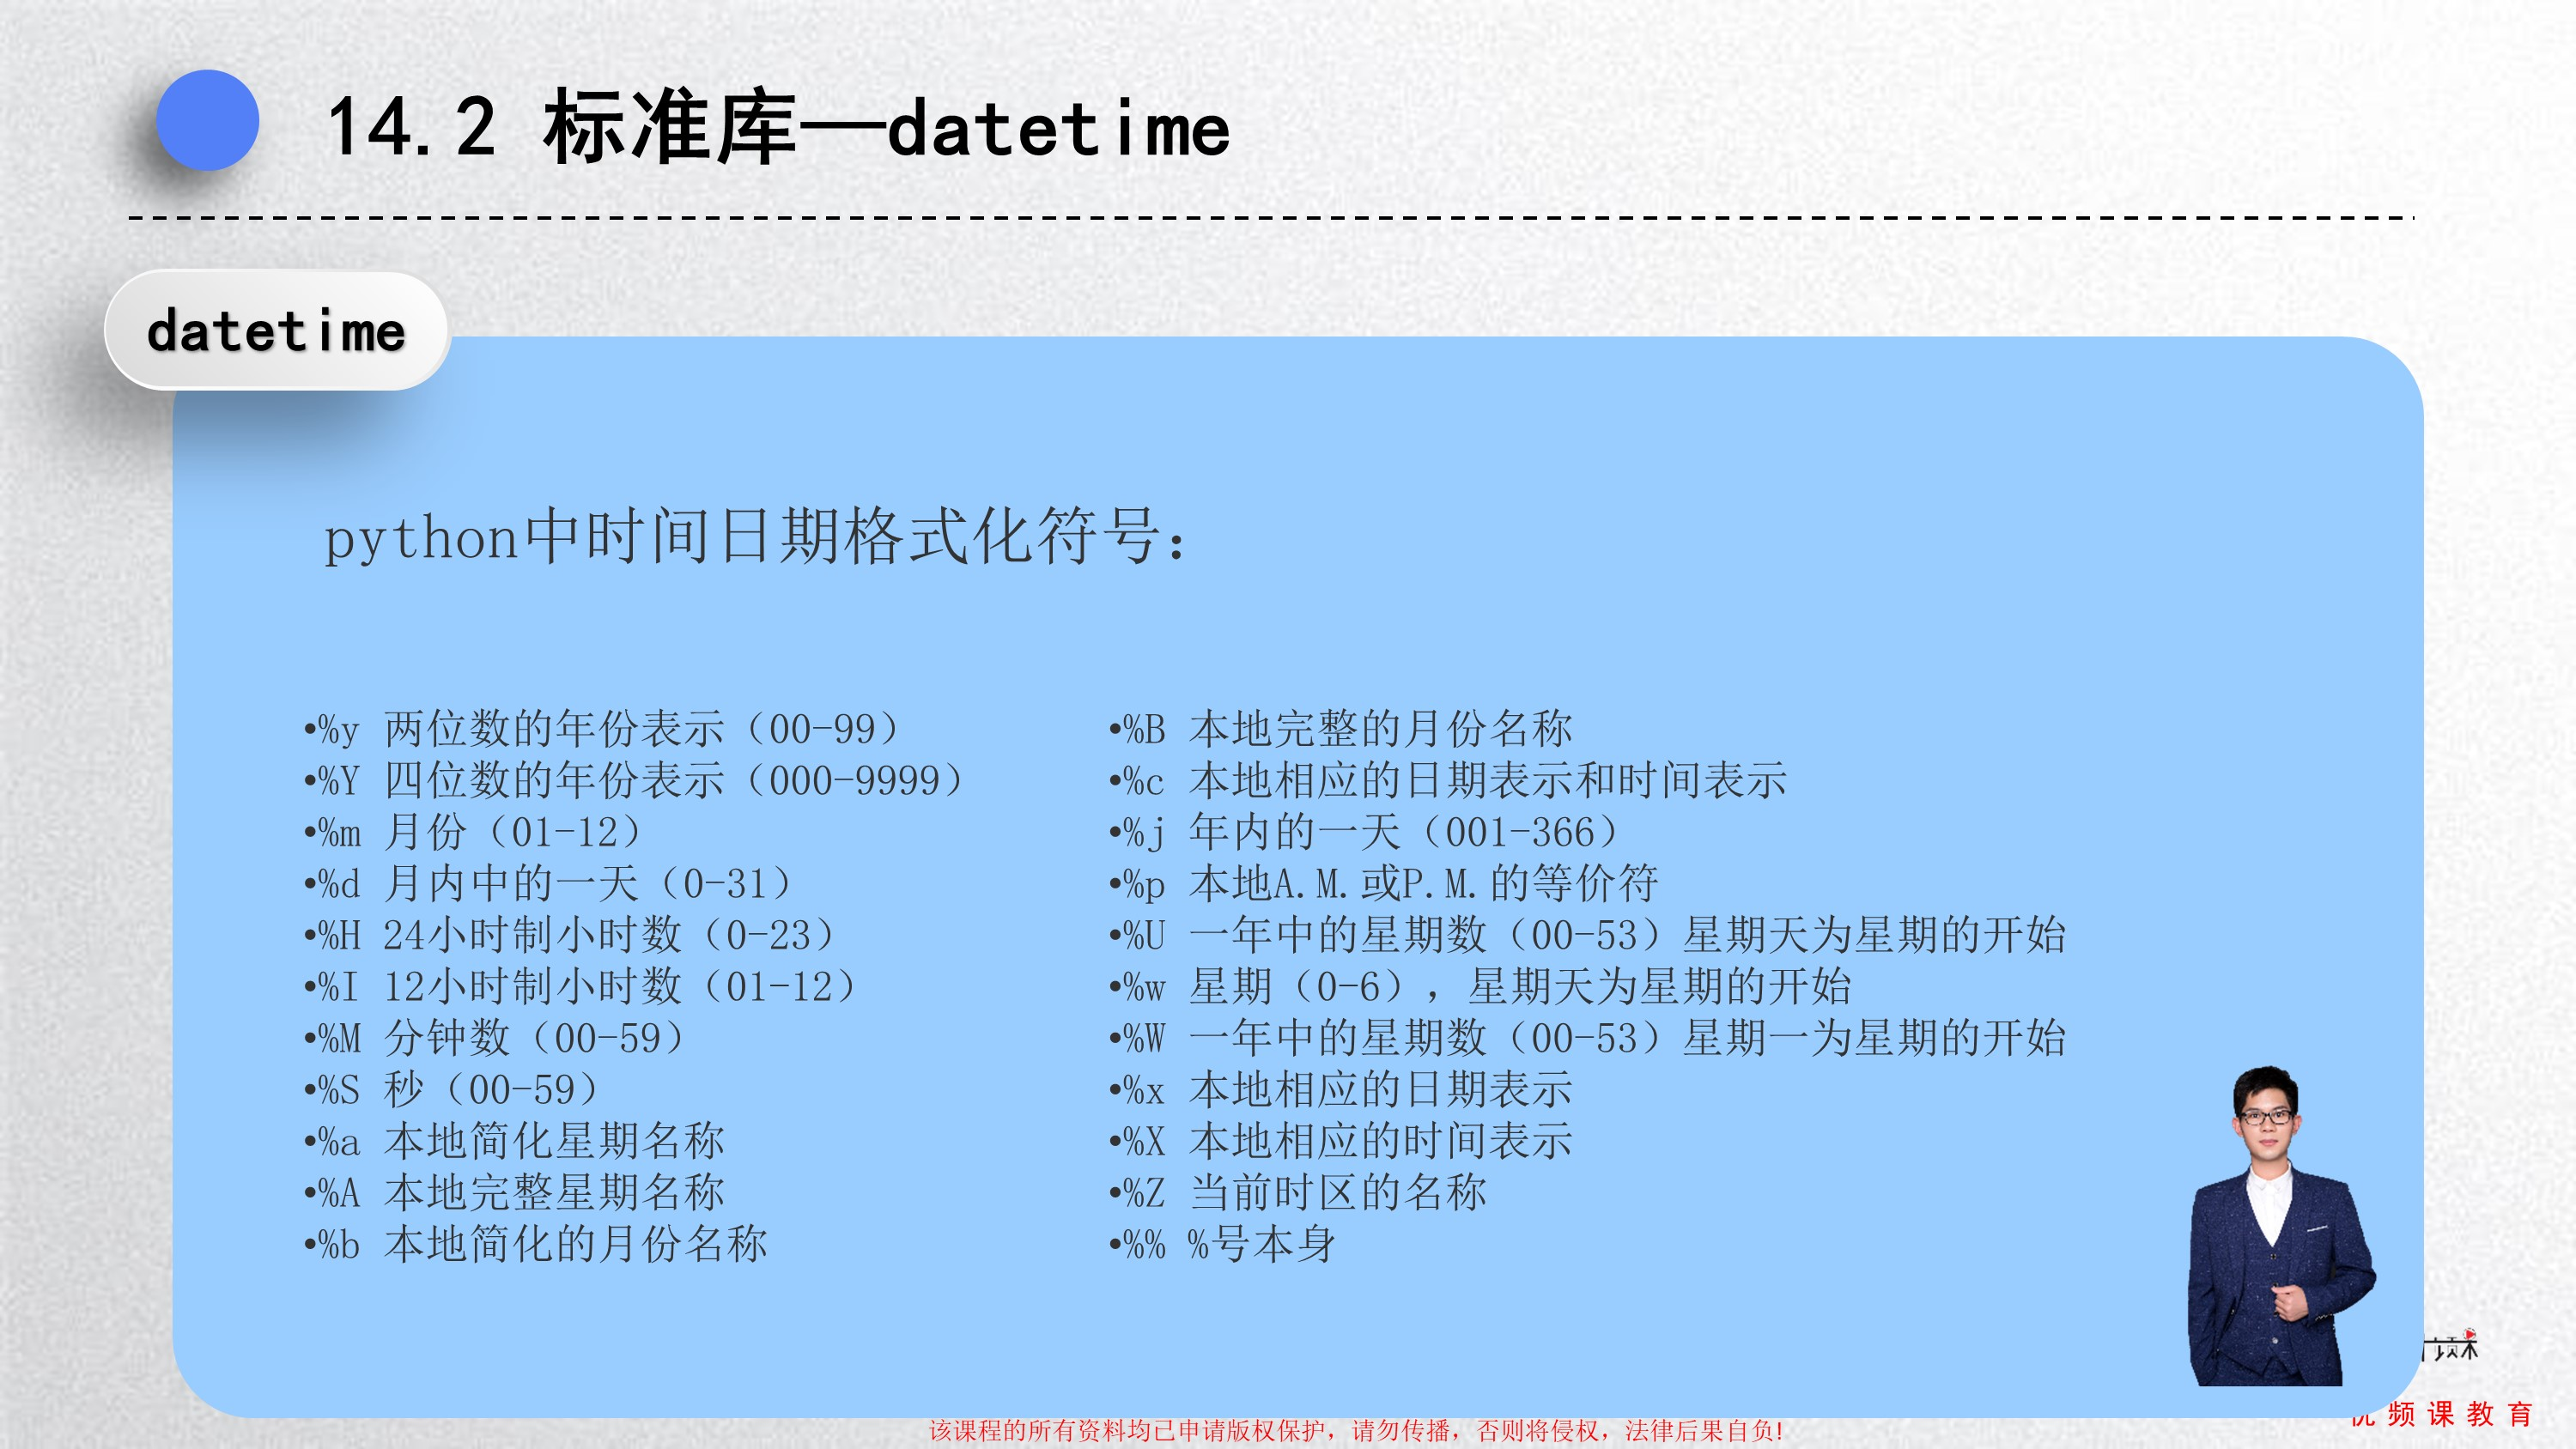 14.2 标准库—datetime
datetime
python中时间日期格式化符号：
•%y 两位数的年份表示（00-99）
•%Y 四位数的年份表示（000-9999）
•%m 月份（01-12）
•%d 月内中的一天（0-31）
•%H 24小时制小时数（0-23）
•%I 12小时制小时数（01-12）
•%M 分钟数（00-59）
•%S 秒（00-59）
•%a 本地简化星期名称
•%A 本地完整星期名称
•%b 本地简化的月份名称
•%B 本地完整的月份名称
•%c 本地相应的日期表示和时间表示
•%j 年内的一天（001-366）
•%p 本地A.M.或P.M.的等价符
•%U 一年中的星期数（00-53）星期天为星期的开始
•%w 星期（0-6），星期天为星期的开始
•%W 一年中的星期数（00-53）星期一为星期的开始
•%x 本地相应的日期表示
•%X 本地相应的时间表示
•%Z 当前时区的名称
•%% %号本身
频课教育
该课程的所有资料均已申请版权保护，请勿传播，否则将侵权，法律后果自负!